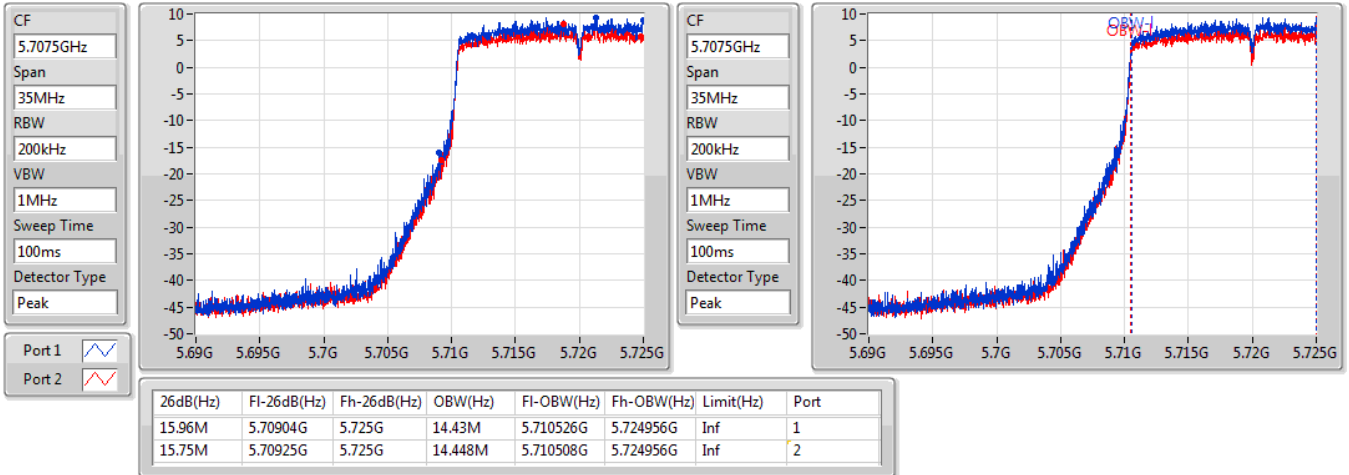 CF
5.7075GHz
Span
35MHz
RBW
200kHz
VBW
1MHz
Sweep Time
100ms
Detector Type
Peak
Port 1
Port 2
10
5
0
-5
-10
-15
-20
-25
-30
-35
-40
-45
-50
5.69G 5.695G 5.7G 5.705G 5.71G 5.715G 5.72G 5.725G
CF
5.7075GHz
Span
35MHz
RBW
200kHz
VBW
1MHz
Sweep Time
100ms
Detector Type
Peak
10
5
0
-5
-10
-15
-20
-25
-30
-35
-40
-45
-50
5.69G 5.695G 5.7G 5.705G 5.71G 5.715G 5.72G 5.725G
26dB(Hz) Fl-26dB(Hz) Fh-26dB(Hz) OBW(Hz) Fl-OBW(Hz) Fh-OBW(Hz) Limit(Hz) Port
15.96M 5.70904G 5.725G 14.43M 5.710526G 5.724956G Inf 1
15.75M 5.70925G 5.725G 14.448M 5.710508G 5.724956G Inf 2